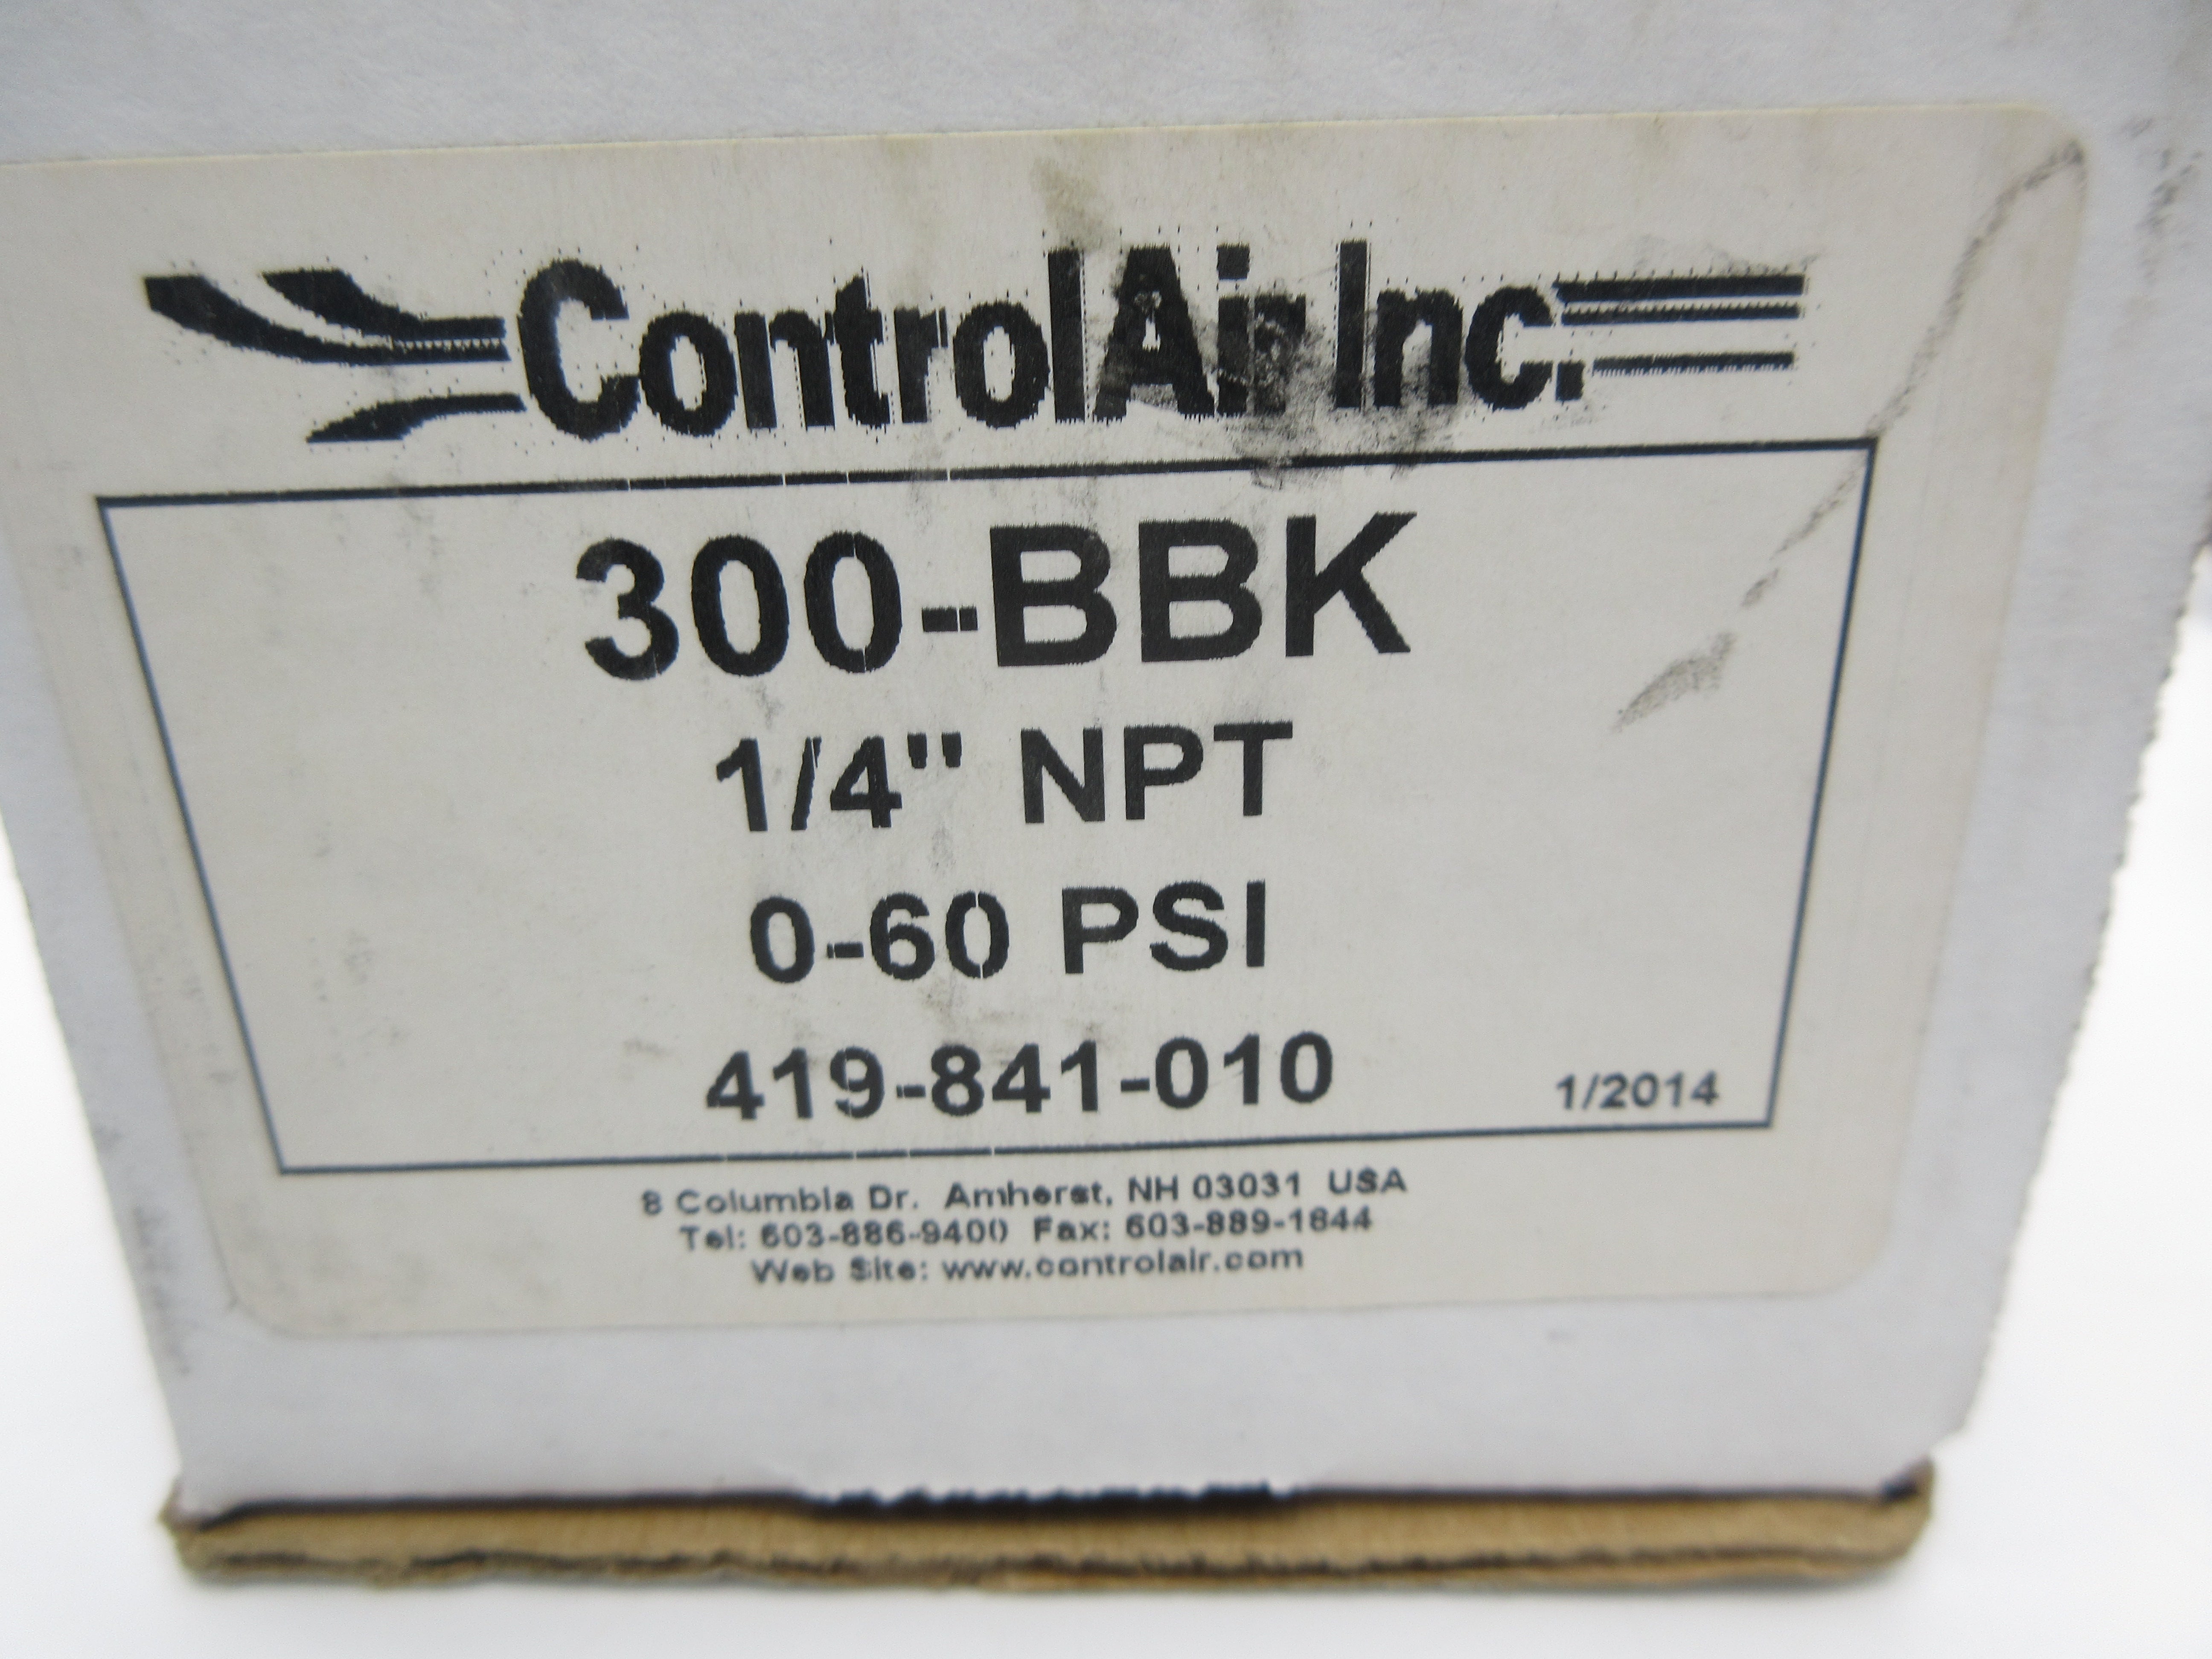 ControlAir Inc.
300-BBK
1/4" NPT
0-60 PSI
419-841-010
1/2014
8 Columbia Dr. Amherst, NH 03031 USA
Tel: 603-886-9400 Fax: 603-889-1844
Web Site: www.controlair.com